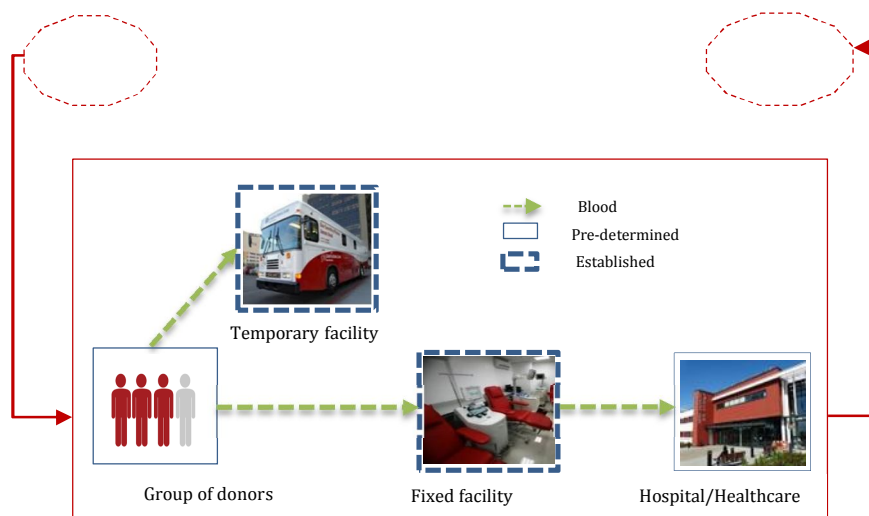 Blood
Pre-determined
Established
Temporary facility
Group of donors
Fixed facility
Hospital/Healthcare